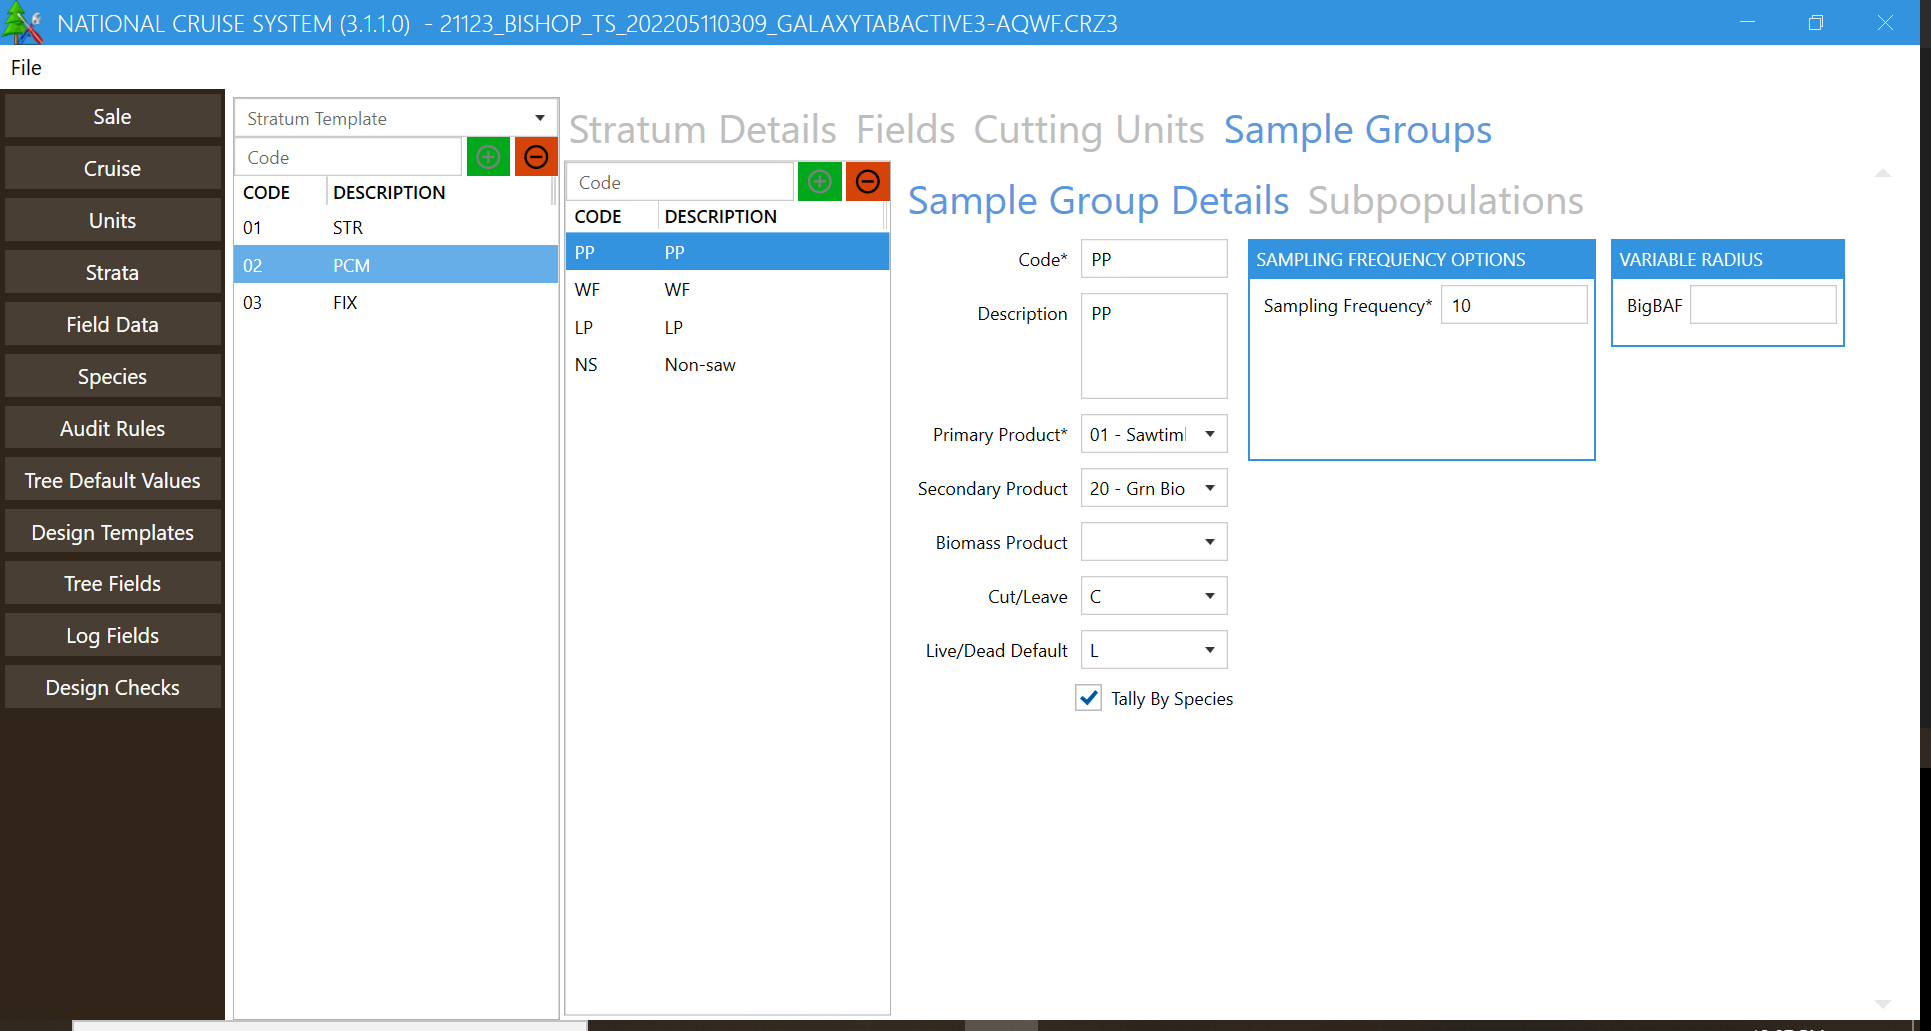 NATIONAL CRUISE SYSTEM (3.1.1.0)  - 21123_BISHOP_TS_202205110309_GALAXYTABACTIVE3-AQWF.CRZ3
File
Sale
Cruise
Units
Strata
Field Data
Species
Audit Rules
Tree Default Values
Design Templates
Tree Fields
Log Fields
Design Checks
Stratum Template
Code
CODE DESCRIPTION
01 STR
02 PCM
03 FIX
Stratum Details Fields Cutting Units Sample Groups
Code
CODE DESCRIPTION
PP PP
WF WF
LP LP
NS Non-saw
Sample Group Details Subpopulations
Code* PP
Description PP
Primary Product* 01 - Sawtim
Secondary Product 20 - Grn Bio
Biomass Product
Cut/Leave C
Live/Dead Default L
Tally By Species
SAMPLING FREQUENCY OPTIONS
Sampling Frequency* 10
VARIABLE RADIUS
BigBAF